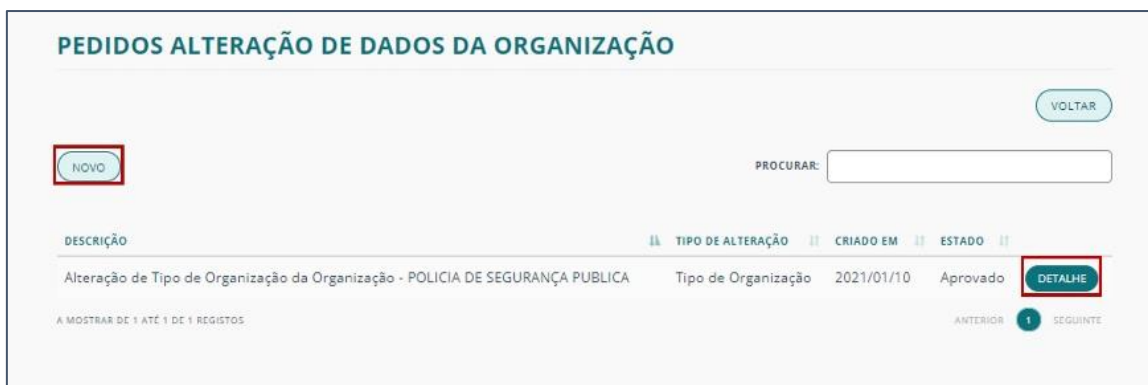 PEDIDOS ALTERAÇÃO DE DADOS DA ORGANIZAÇÃO
VOLTAR
NOVO
PROCURAR:
DESCRIÇÃO TIPO DE ALTERAÇÃO CRIADO EM ESTADO
Alteração de Tipo de Organização da Organização - POLICIA DE SEGURANÇA PUBLICA Tipo de Organização 2021/01/10 Aprovado DETALHE
A MOSTRAR DE 1 ATÉ 1 DE 1 REGISTOS ANTERIOR 1 SEGUINTE